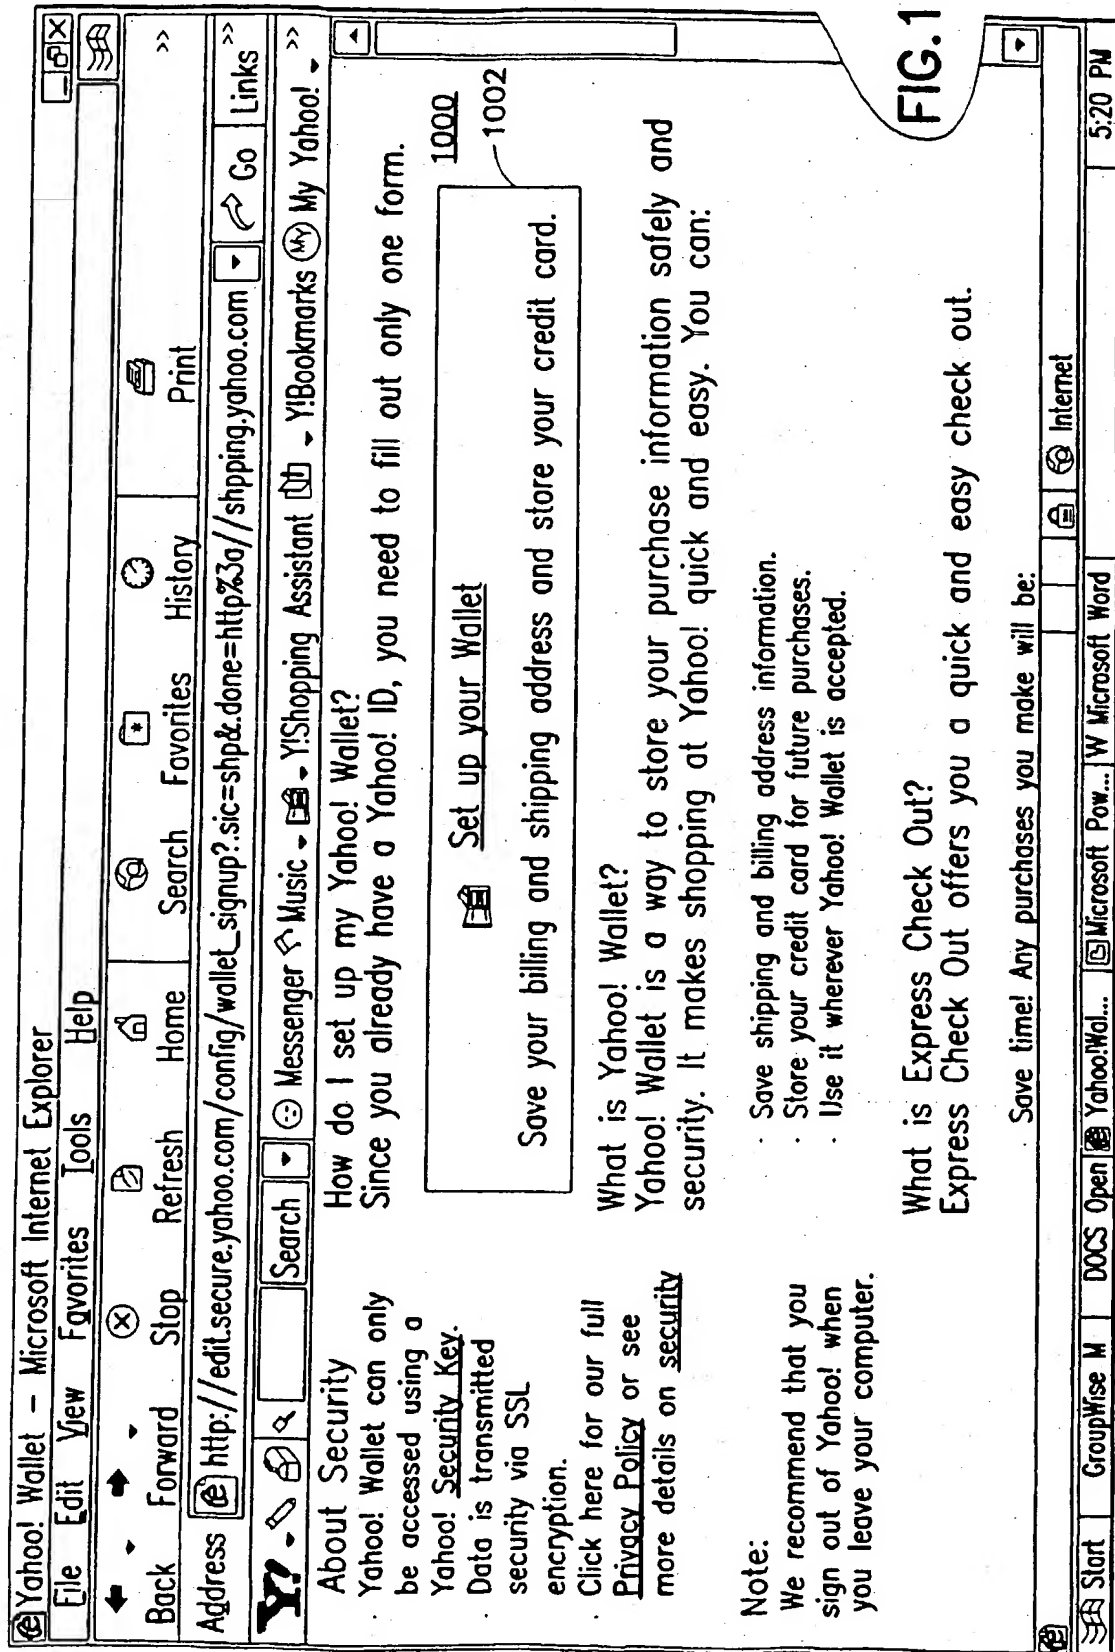 Yahoo! Wallet – Microsoft Internet Explorer
File Edit View Favorites Tools Help
Back Forward Stop Refresh Home Search Favorites History Print >>
Address http://edit.secure.yahoo.com/config/wallet_signup?.sic=shp&.done=http%3a//shpping.yahoo.com Go Links >>
Y! Search Messenger Music Y!Shopping Assistant Y!Bookmarks My My Yahoo! >>
About Security
· Yahoo! Wallet can only
be accessed using a
Yahoo! Security Key.
· Data is transmitted
security via SSL
encryption.
· Click here for our full
Privacy Policy or see
more details on security
Note:
We recommend that you
sign out of Yahoo! when
you leave your computer.
How do I set up my Yahoo! Wallet?
Since you already have a Yahoo! ID, you need to fill out only one form.
1000
1002
Set up your Wallet
Save your billing and shipping address and store your credit card.
What is Yahoo! Wallet?
Yahoo! Wallet is a way to store your purchase information safely and
security. It makes shopping at Yahoo! quick and easy. You can:
· Save shipping and billing address information.
· Store your credit card for future purchases.
· Use it wherever Yahoo! Wallet is accepted.
What is Express Check Out?
Express Check Out offers you a quick and easy check out.
· Save time! Any purchases you make will be:
FIG.1
Internet
Start GroupWise M DOCS Open Yahoo!Wal... Microsoft Pow... W Microsoft Word 5:20 PM